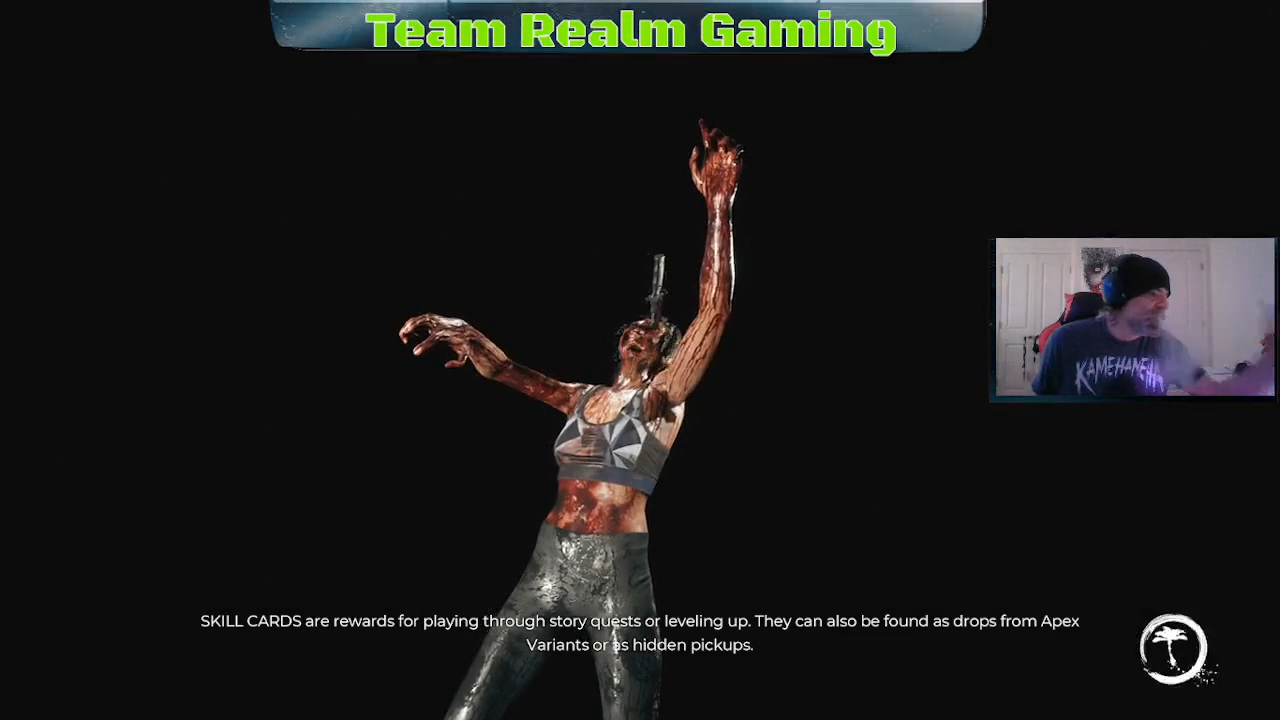 Team Realm Gaming
SKILL CARDS are rewards for playing through story quests or leveling up. They can also be found as drops from Apex
Variants or as hidden pickups.